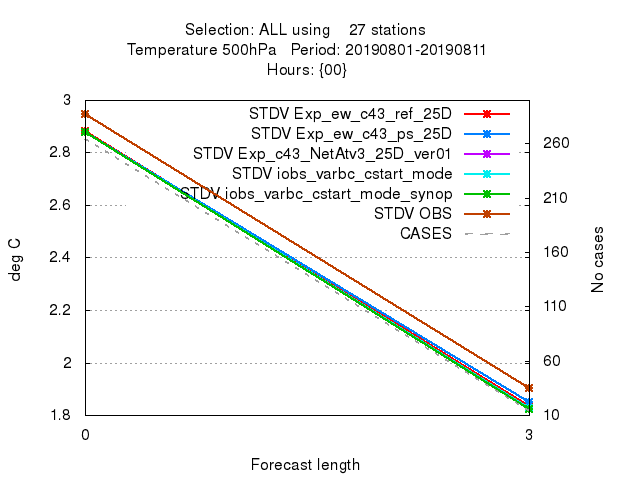 Selection: ALL using 27 stations
Temperature 500hPa Period: 20190801-20190811
Hours: {00}
3
2.8
2.6
2.4
2.2
2
1.8
deg C
STDV Exp_ew_c43_ref_25D
STDV Exp_ew_c43_ps_25D
STDV Exp_c43_NetAtv3_25D_ver01
STDV iobs_varbc_cstart_mode
STDV iobs_varbc_cstart_mode_synop
STDV OBS
CASES
260
210
160
110
60
10
No cases
0 3
Forecast length